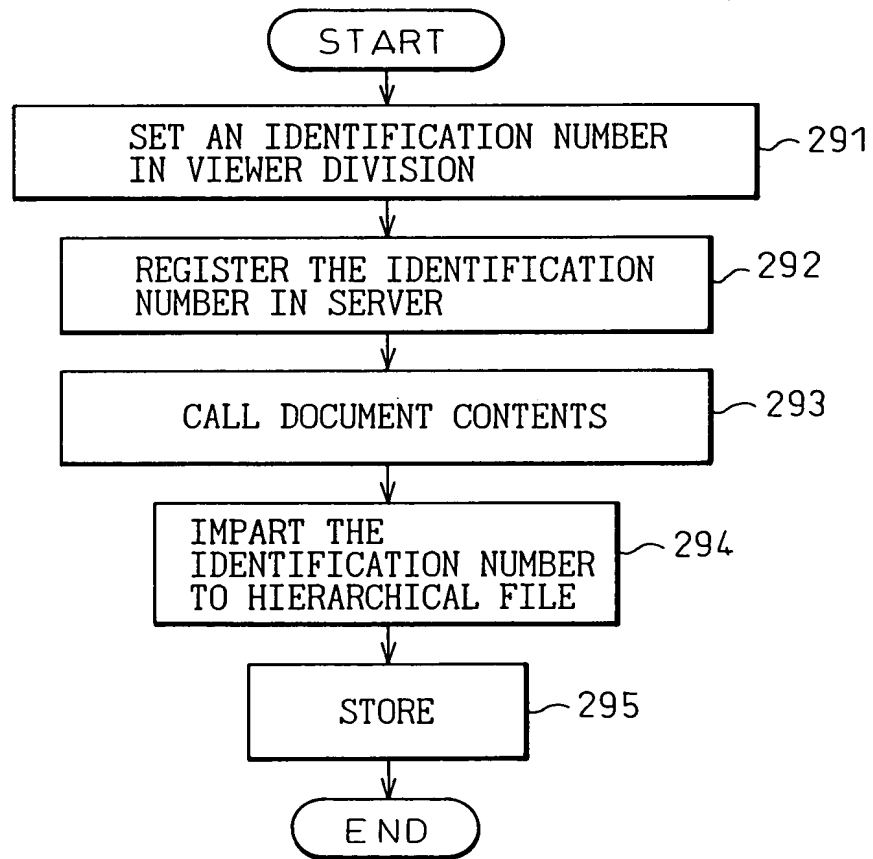 START
SET AN IDENTIFICATION NUMBER
IN VIEWER DIVISION
291
REGISTER THE IDENTIFICATION
NUMBER IN SERVER
292
CALL DOCUMENT CONTENTS
293
IMPART THE
IDENTIFICATION NUMBER
TO HIERARCHICAL FILE
294
STORE
295
END